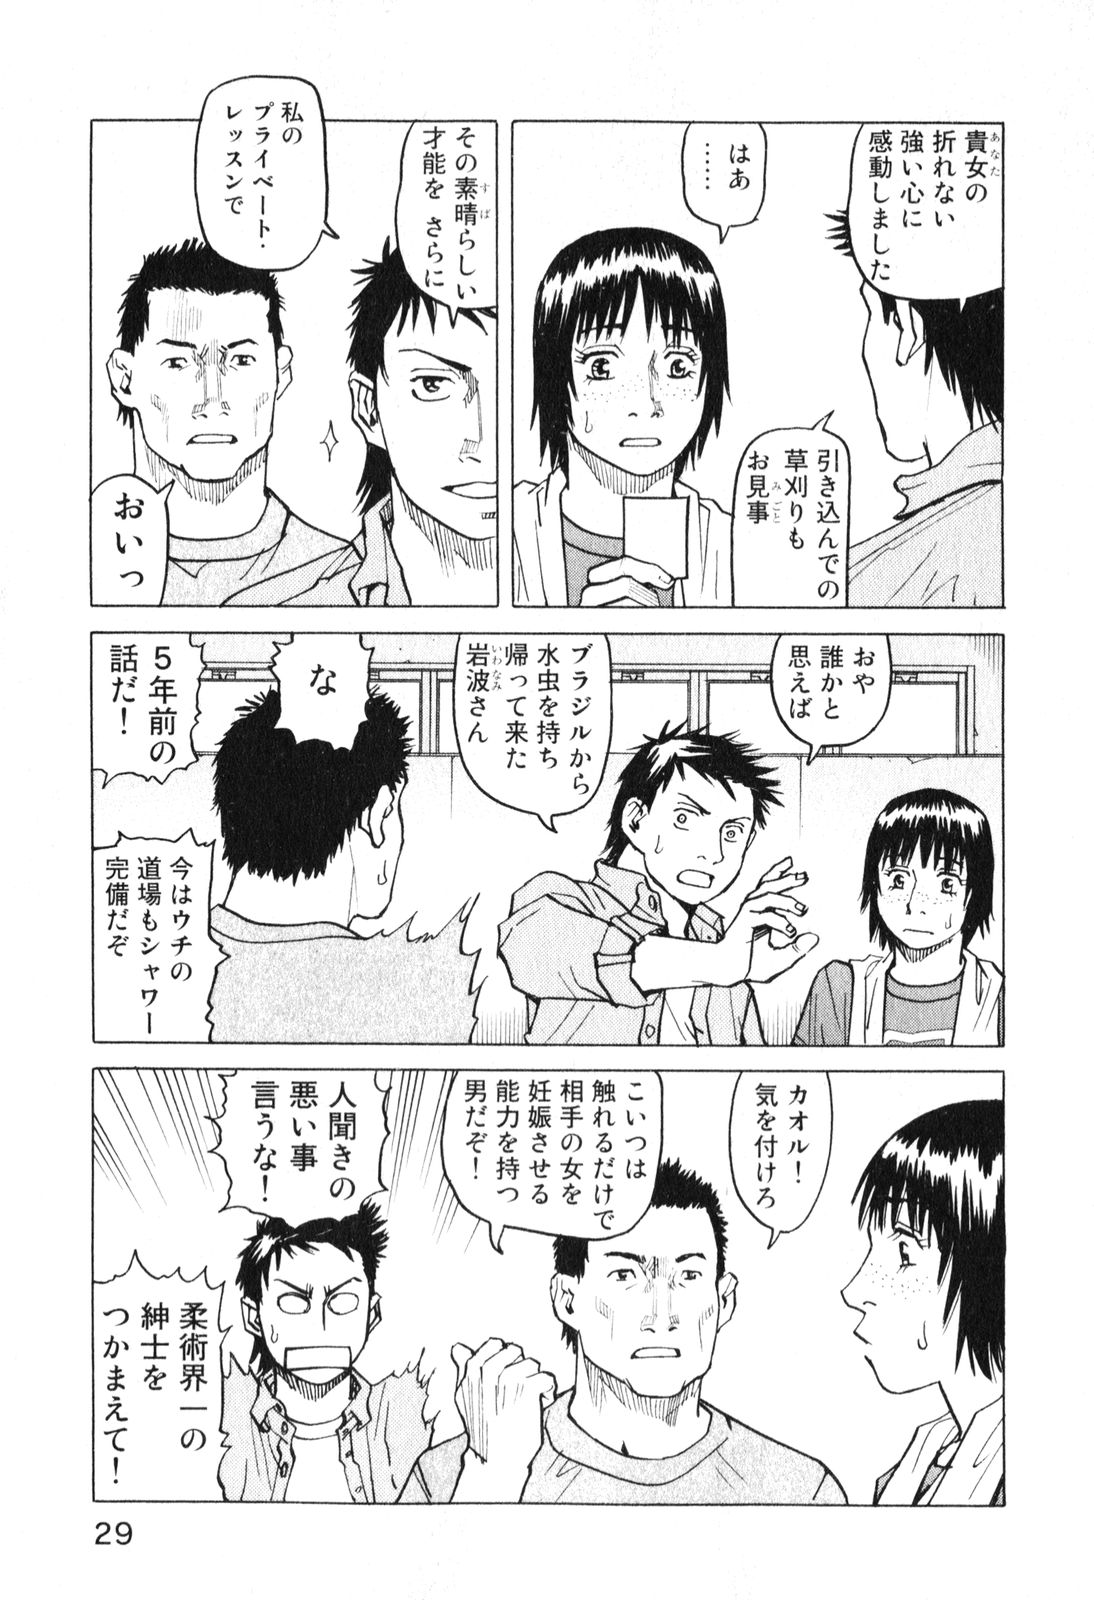 貴女の
折れない
強い心に
感動しました
はあ
……
引き込んでの
草刈りも
お見事
その素晴らしい
才能を さらに
私の
プライベート・
レッスンで
おいっ
おや
誰かと
思えば
ブラジルから
水虫を持ち
帰って来た
岩波さん
な
5年前の
話だ！
今はウチの
道場もシャワー
完備だぞ
カオル！
気を付けろ
こいつは
触れるだけで
相手の女を
妊娠させる
能力を持つ
男だぞ！
人聞きの
悪い事
言うな！
柔術界一の
紳士を
つかまえて！
29